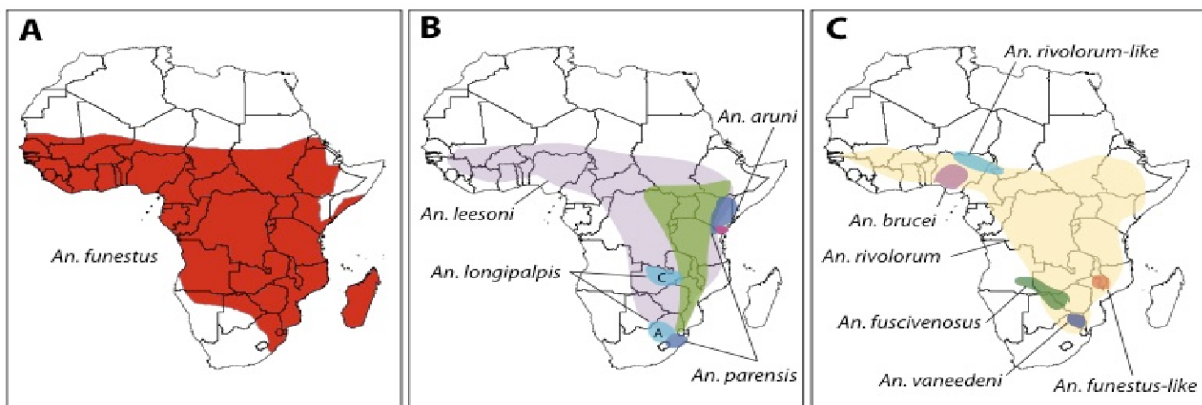 A
An. funestus
B
An. aruni
An. leesoni
An. longipalpis
C
A
An. parensis
C
An. rivolorum-like
An. brucei
An. rivolorum
An. fuscivenosus
An. vaneedeni
An. funestus-like